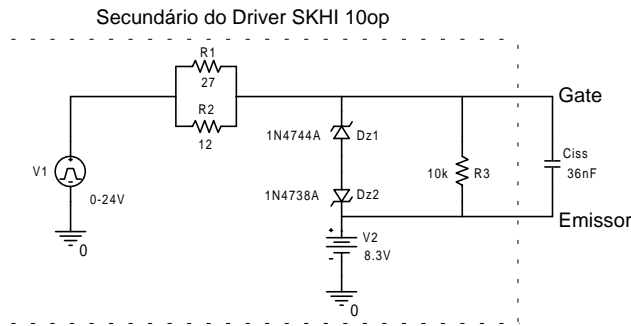 Secundário do Driver SKHI 10op
R1
27
R2
12
Gate
1N4744A
Dz1
Ciss
36nF
V1
0-24V
1N4738A
Dz2
10k
R3
Emissor
0
V2
8.3V
0